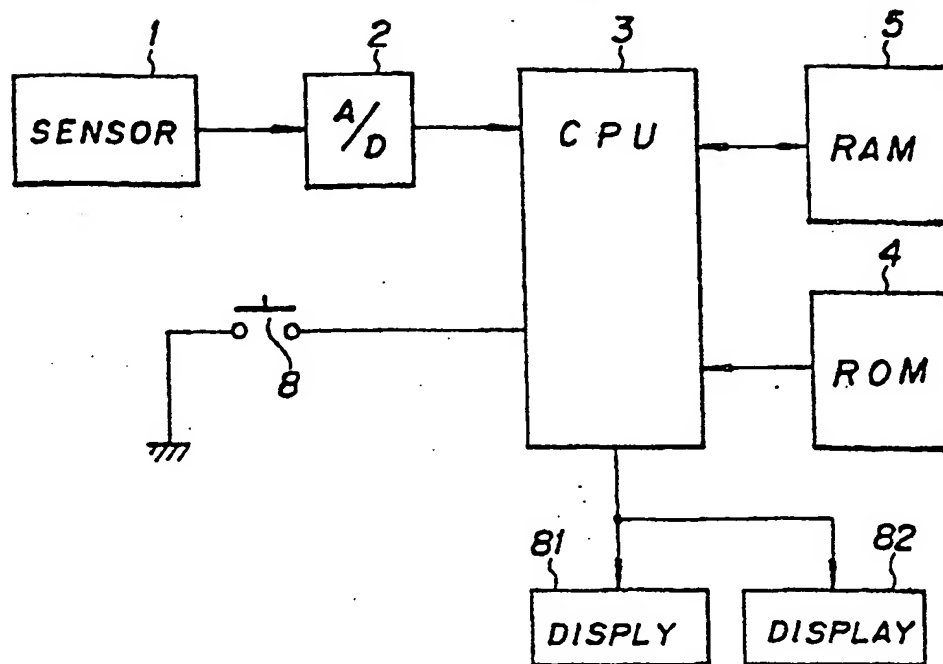 1
2
3
5
SENSOR
A/D
CPU
RAM
4
8
ROM
81
82
DISPLY
DISPLAY